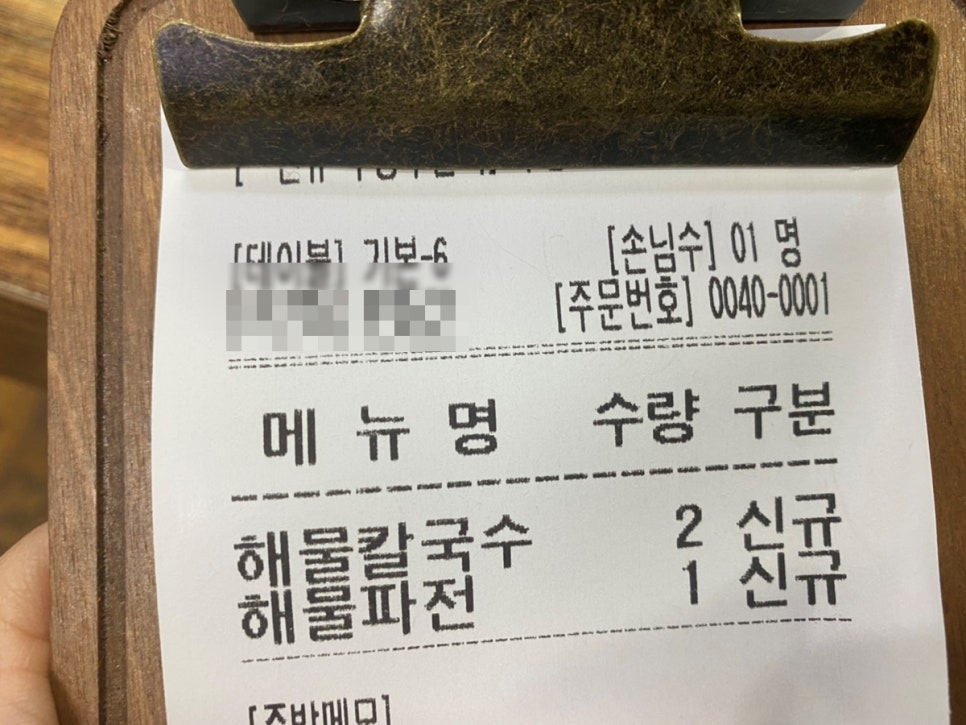 [테이블] 기본-6 [손님수] 01 명
[주문번호] 0040-0001
메 뉴 명 수량 구분
해물칼국수 2 신규
해물파전 1 신규
[주방메모]